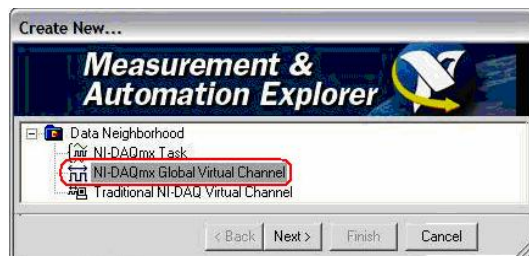 Create New...
Measurement &
Automation Explorer
Data Neighborhood
NI-DAQmx Task
NI-DAQmx Global Virtual Channel
Traditional NI-DAQ Virtual Channel
< Back Next > Finish Cancel